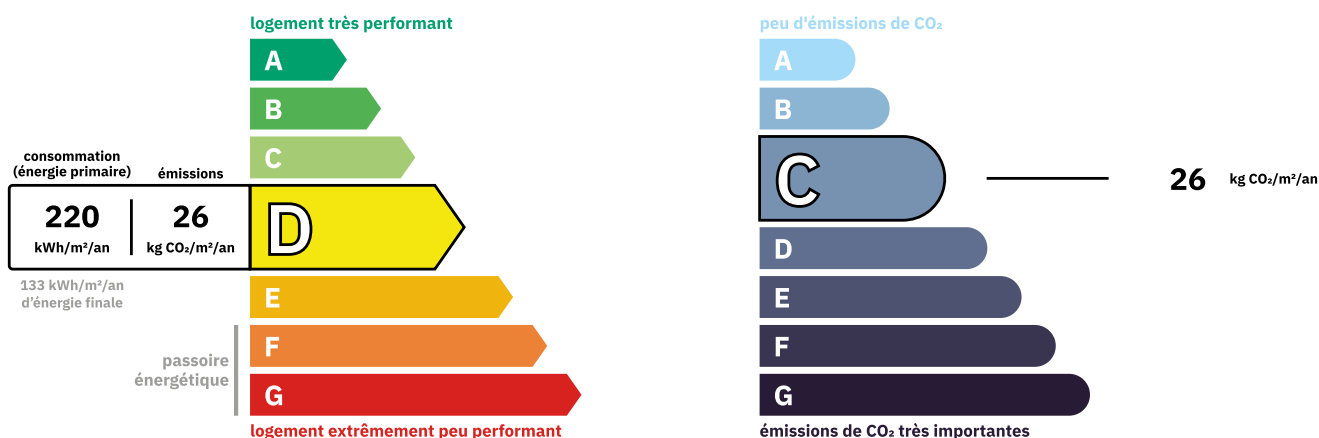 logement très performant
A
B
C
consommation
(énergie primaire)
émissions
220
kWh/m²/an
26
kg CO₂/m²/an
D
133 kWh/m²/an
d’énergie finale
E
passoire
énergétique
F
G
logement extrêmement peu performant
peu d'émissions de CO₂
A
B
C
26 kg CO₂/m²/an
D
E
F
G
émissions de CO₂ très importantes